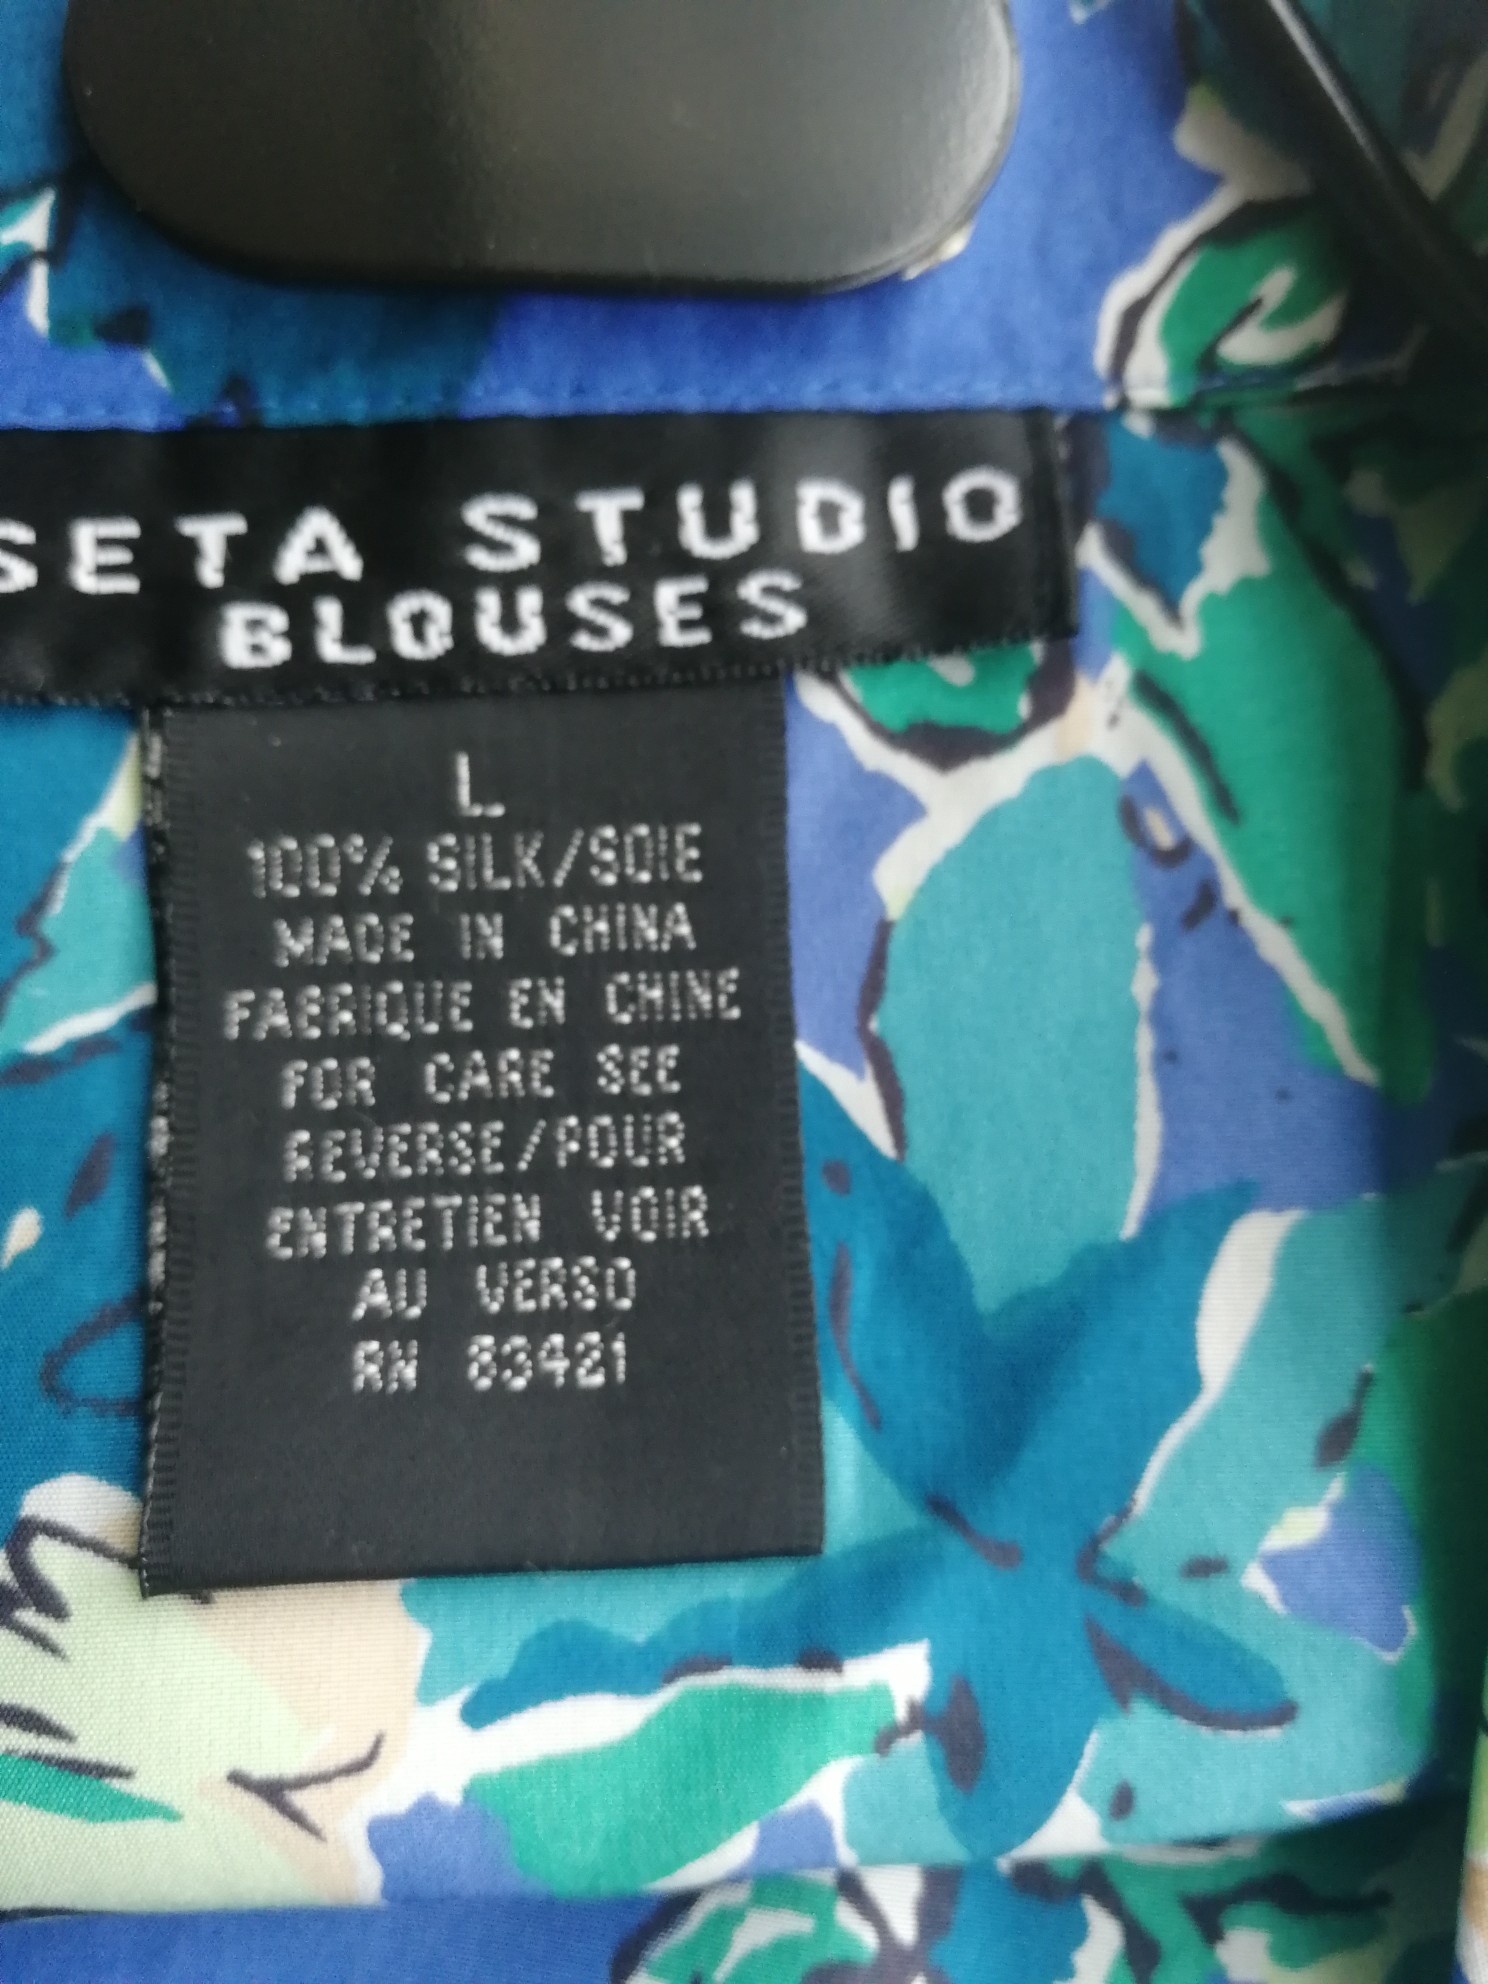 SETA STUDIO
BLOUSES
L
100% SILK/SOIE
MADE IN CHINA
FABRIQUE EN CHINE
FOR CARE SEE
REVERSE/POUR
ENTRETIEN VOIR
AU VERSO
RN 83421